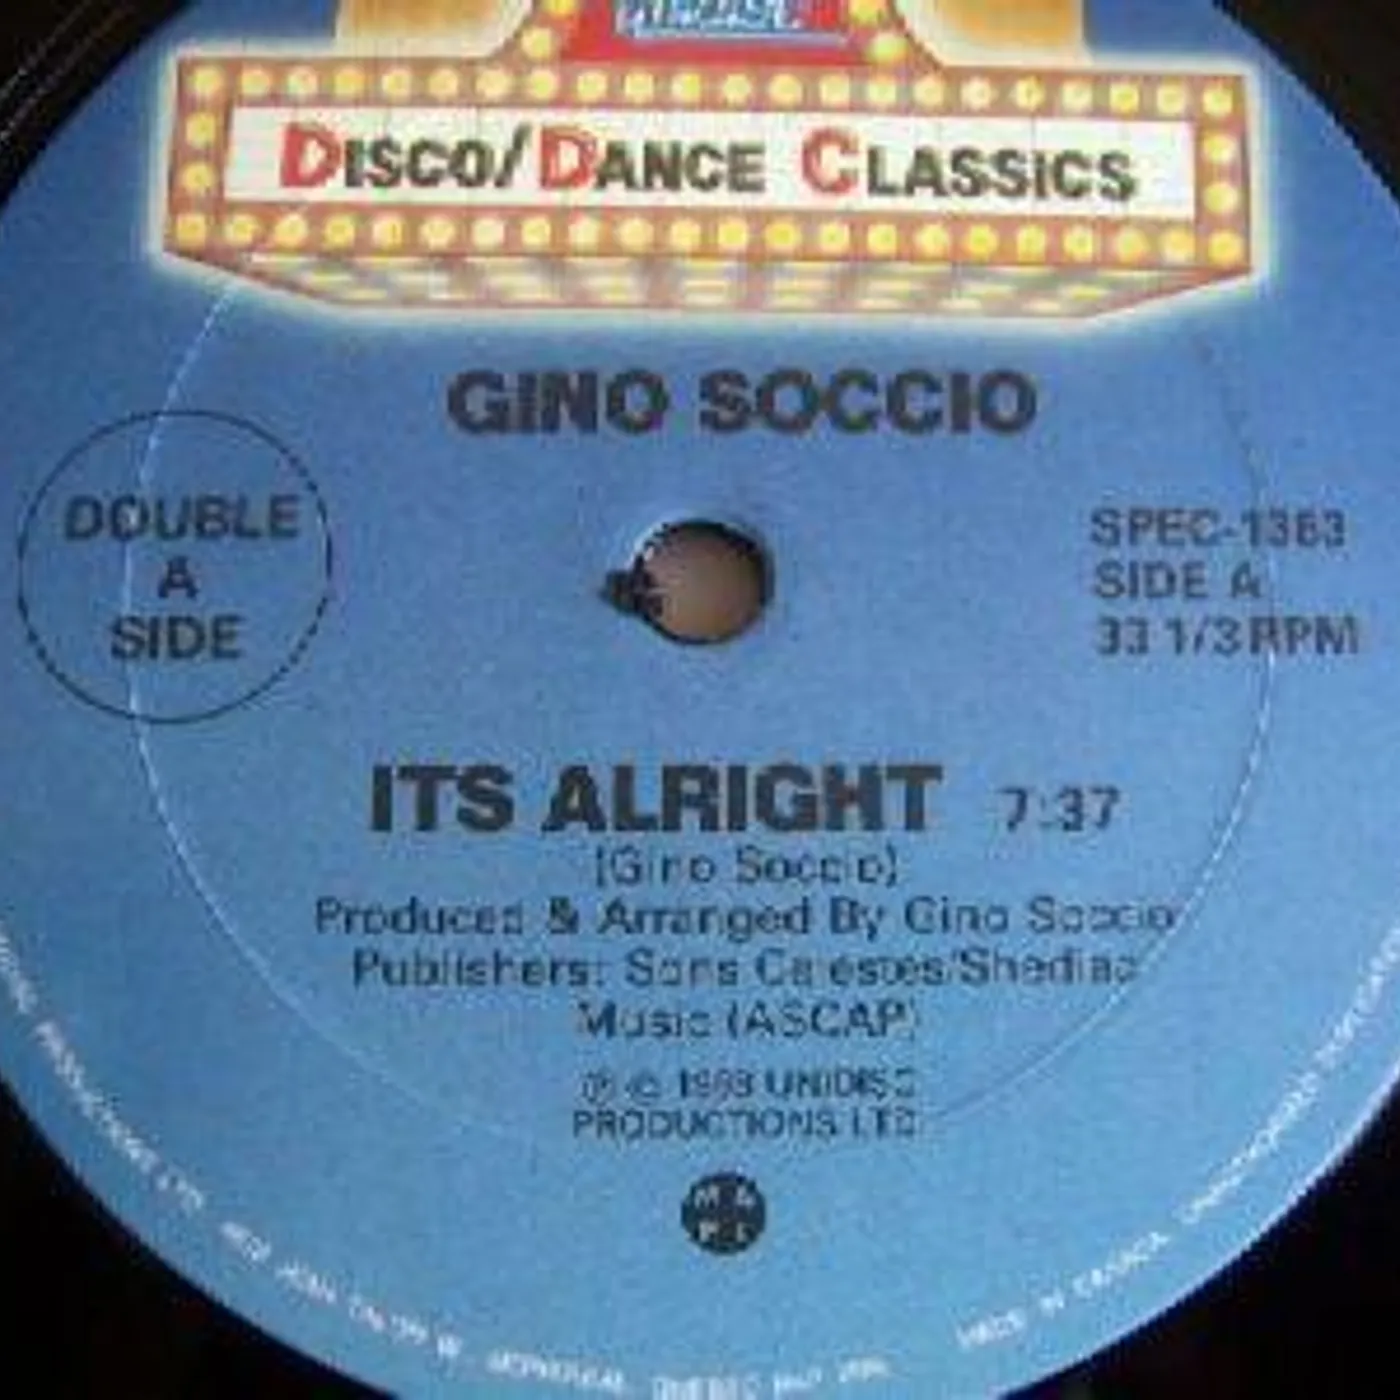 DISCO/DANCE CLASSICS
GINO SOCCIO
DOUBLE
A
SIDE
SPEC-1363
SIDE A
33 1/3 RPM
ITS ALRIGHT 7:37
(Gino Soccio)
Produced & Arranged By Gino Soccio
Publishers: Sons Celestes/Shediac
Music (ASCAP)
℗ © 1988 UNIDISC
PRODUCTIONS LTD
M A
P L
MADE IN CANADA